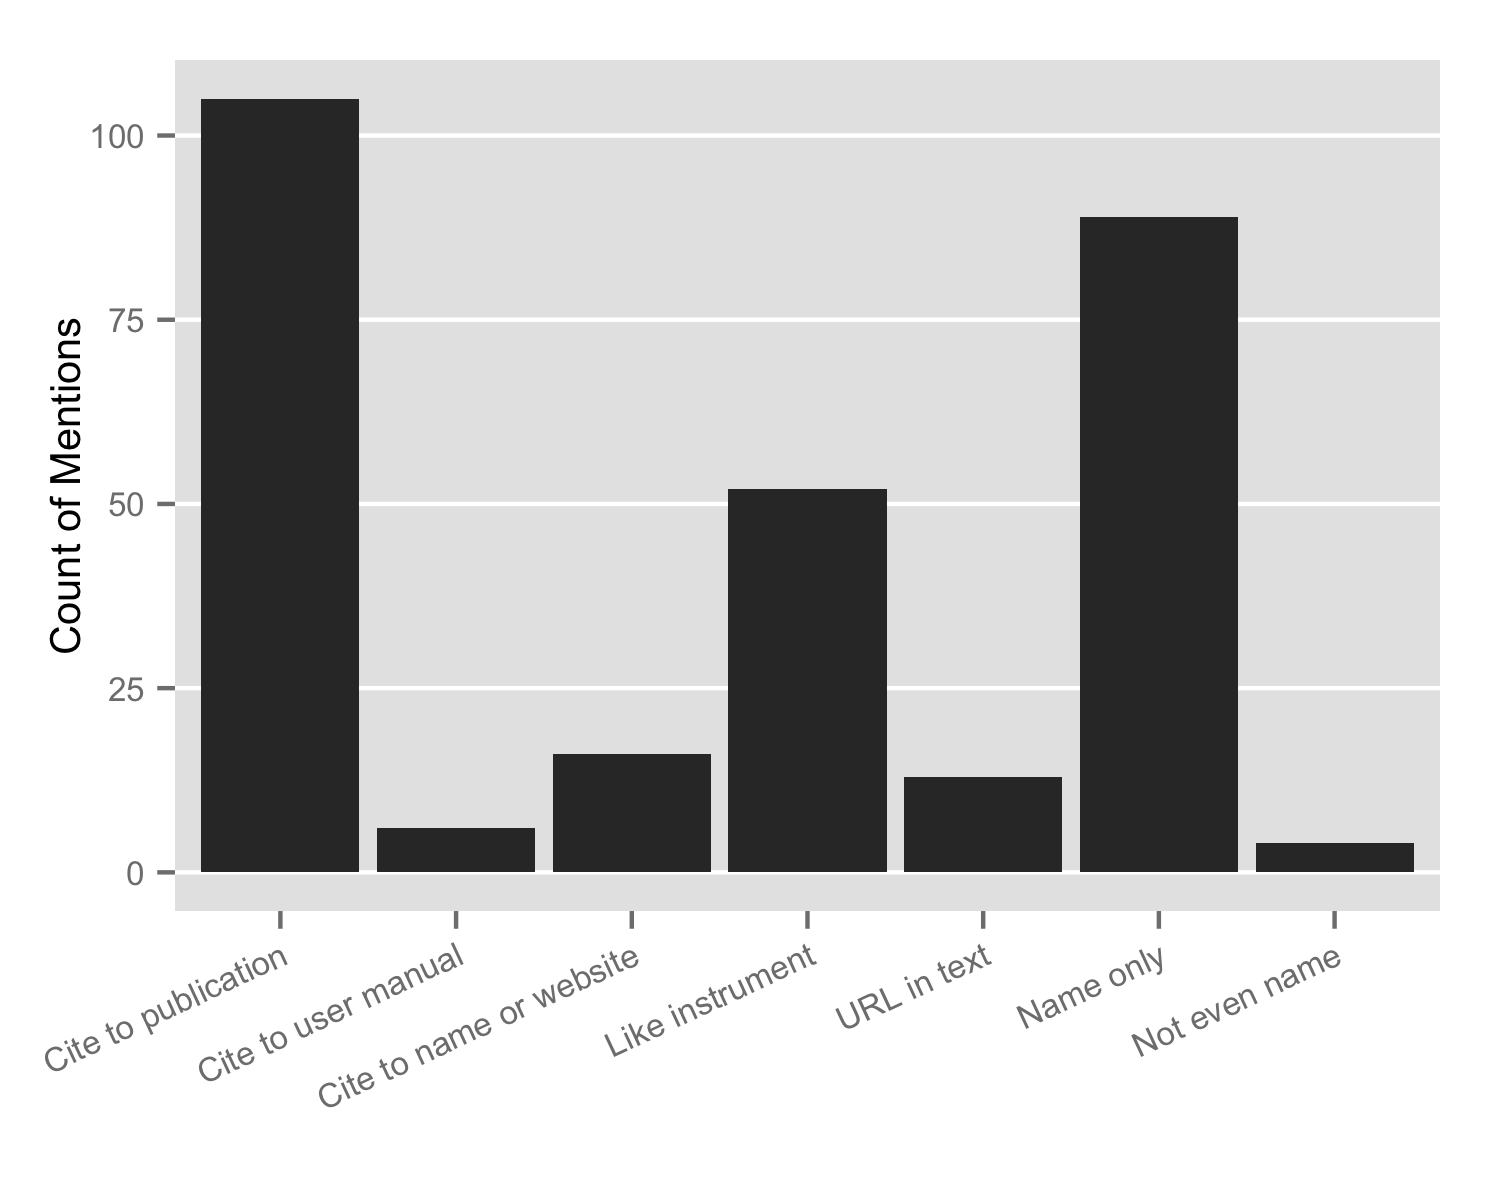 Count of Mentions
100
75
50
25
0
Cite to publication
Cite to user manual
Cite to name or website
Like instrument
URL in text
Name only
Not even name